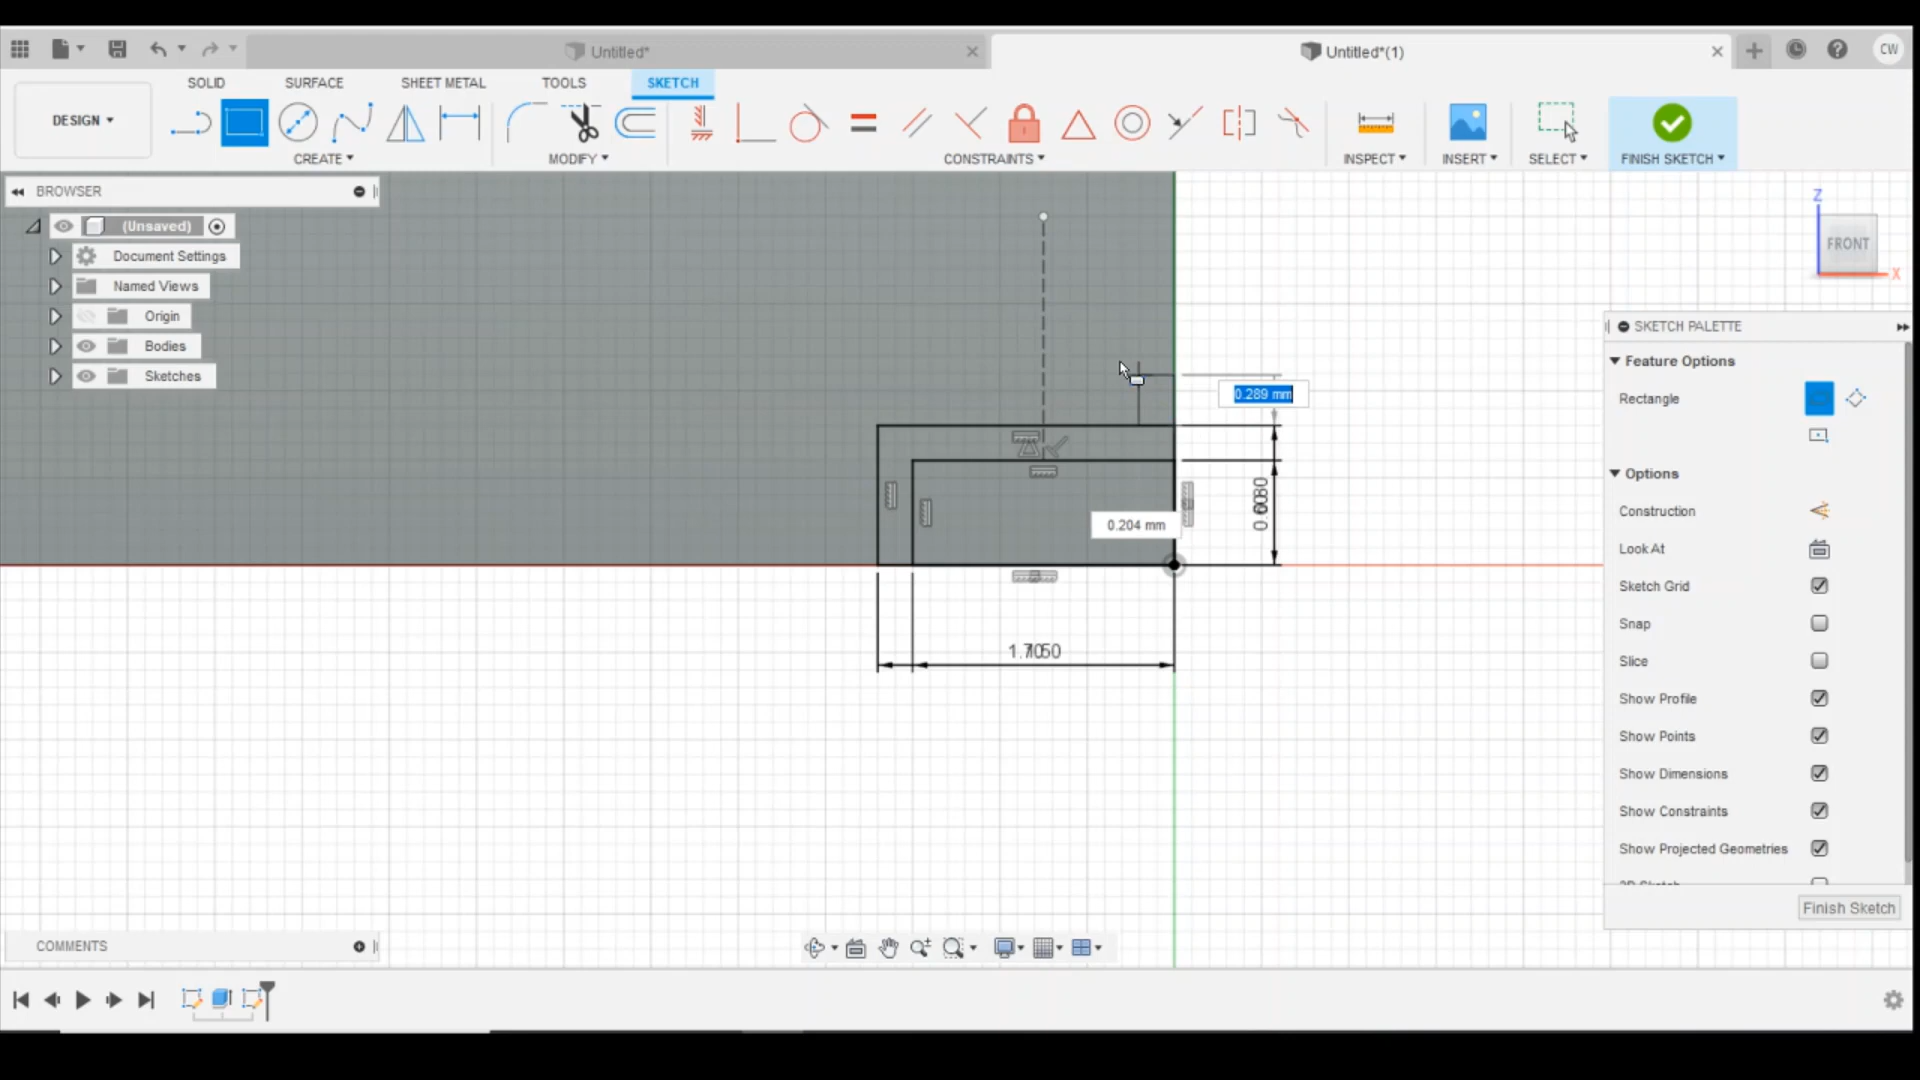 Untitled*
Untitled*(1)
CW
SOLID
SURFACE
SHEET METAL
TOOLS
SKETCH
DESIGN
CREATE
MODIFY
CONSTRAINTS
INSPECT
INSERT
SELECT
FINISH SKETCH
BROWSER
(Unsaved)
Document Settings
Named Views
Origin
Bodies
Sketches
Z
FRONT
X
SKETCH PALETTE
Feature Options
Rectangle
Options
Construction
Look At
Sketch Grid
Snap
Slice
Show Profile
Show Points
Show Dimensions
Show Constraints
Show Projected Geometries
3D Sketch
Finish Sketch
0.289 mm
0.204 mm
COMMENTS